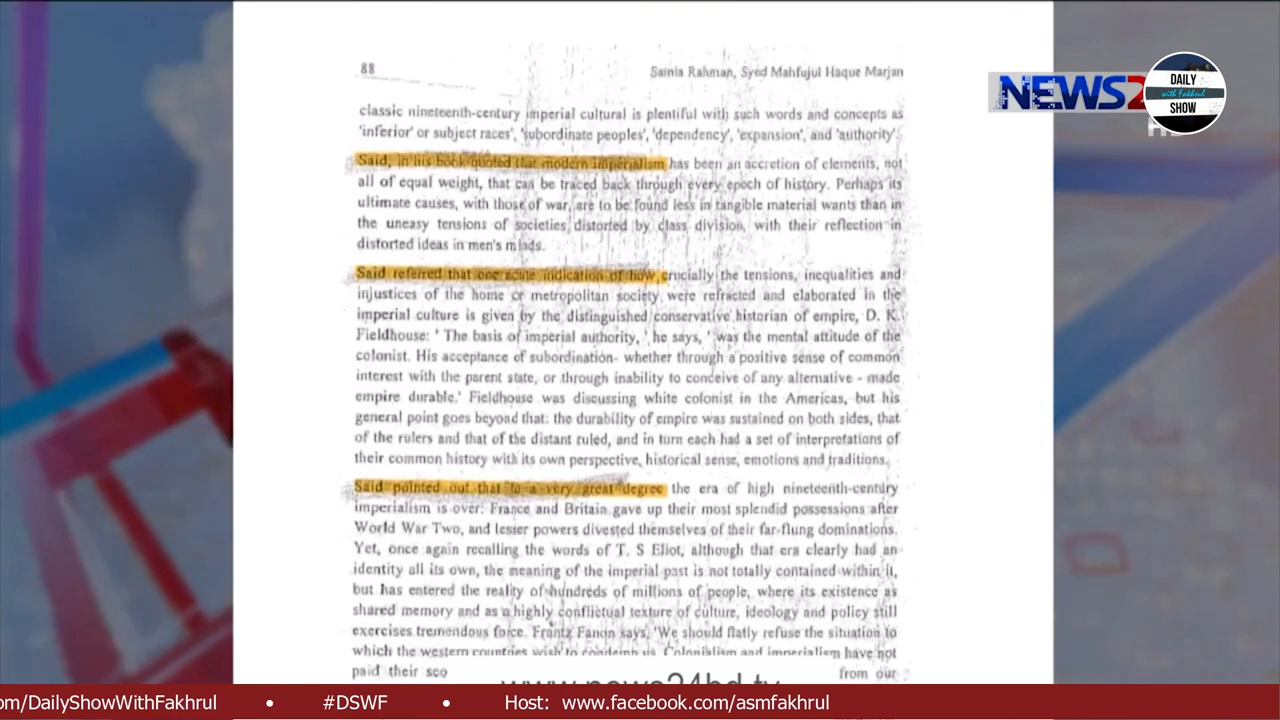 88
Samia Rahman, Syed Mahfujul Haque Marjan
classic nineteenth-century imperial cultural is plentiful with such words and concepts as
'inferior' or subject races', 'subordinate peoples', 'dependency', 'expansion', and 'authority'.
Said, in his book quoted that modern imperialism has been an accretion of elements, not
all of equal weight, that can be traced back through every epoch of history. Perhaps its
ultimate causes, with those of war, are to be found less in tangible material wants than in
the uneasy tensions of societies distorted by class division, with their reflection in
distorted ideas in men's minds.
Said referred that one acute indication of how crucially the tensions, inequalities and
injustices of the home or metropolitan society were refracted and elaborated in the
imperial culture is given by the distinguished conservative historian of empire, D. K.
Fieldhouse: ' The basis of imperial authority, ' he says, ' was the mental attitude of the
colonist. His acceptance of subordination- whether through a positive sense of common
interest with the parent state, or through inability to conceive of any alternative - made
empire durable.' Fieldhouse was discussing white colonist in the Americas, but his
general point goes beyond that: the durability of empire was sustained on both sides, that
of the rulers and that of the distant ruled, and in turn each had a set of interpretations of
their common history with its own perspective, historical sense, emotions and traditions.
Said pointed out that to a very great degree the era of high nineteenth-century
imperialism is over: France and Britain gave up their most splendid possessions after
World War Two, and lesser powers divested themselves of their far-flung dominations.
Yet, once again recalling the words of T. S Eliot, although that era clearly had an
identity all its own, the meaning of the imperial past is not totally contained within it,
but has entered the reality of hundreds of millions of people, where its existence as
shared memory and as a highly conflictual texture of culture, ideology and policy still
exercises tremendous force. Frantz Fanon says, 'We should flatly refuse the situation to
which the western countries wish to condemn us. Colonialism and imperialism have not
paid their sco from our
www.news24bd.tv
NEWS2
DAILY
with Fakhrul
SHOW
om/DailyShowWithFakhrul • #DSWF • Host: www.facebook.com/asmfakhrul